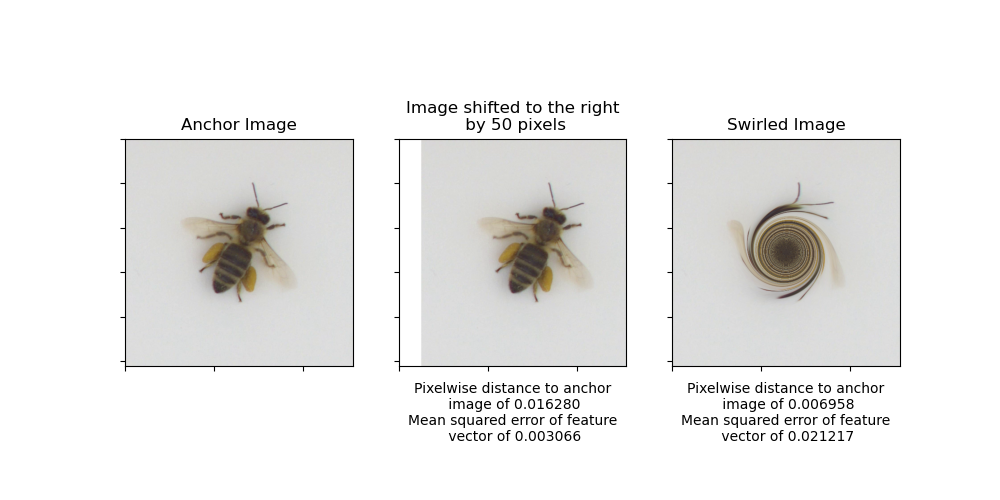 Anchor Image
Image shifted to the right
by 50 pixels
Swirled Image
Pixelwise distance to anchor
image of 0.016280
Mean squared error of feature
vector of 0.003066
Pixelwise distance to anchor
image of 0.006958
Mean squared error of feature
vector of 0.021217